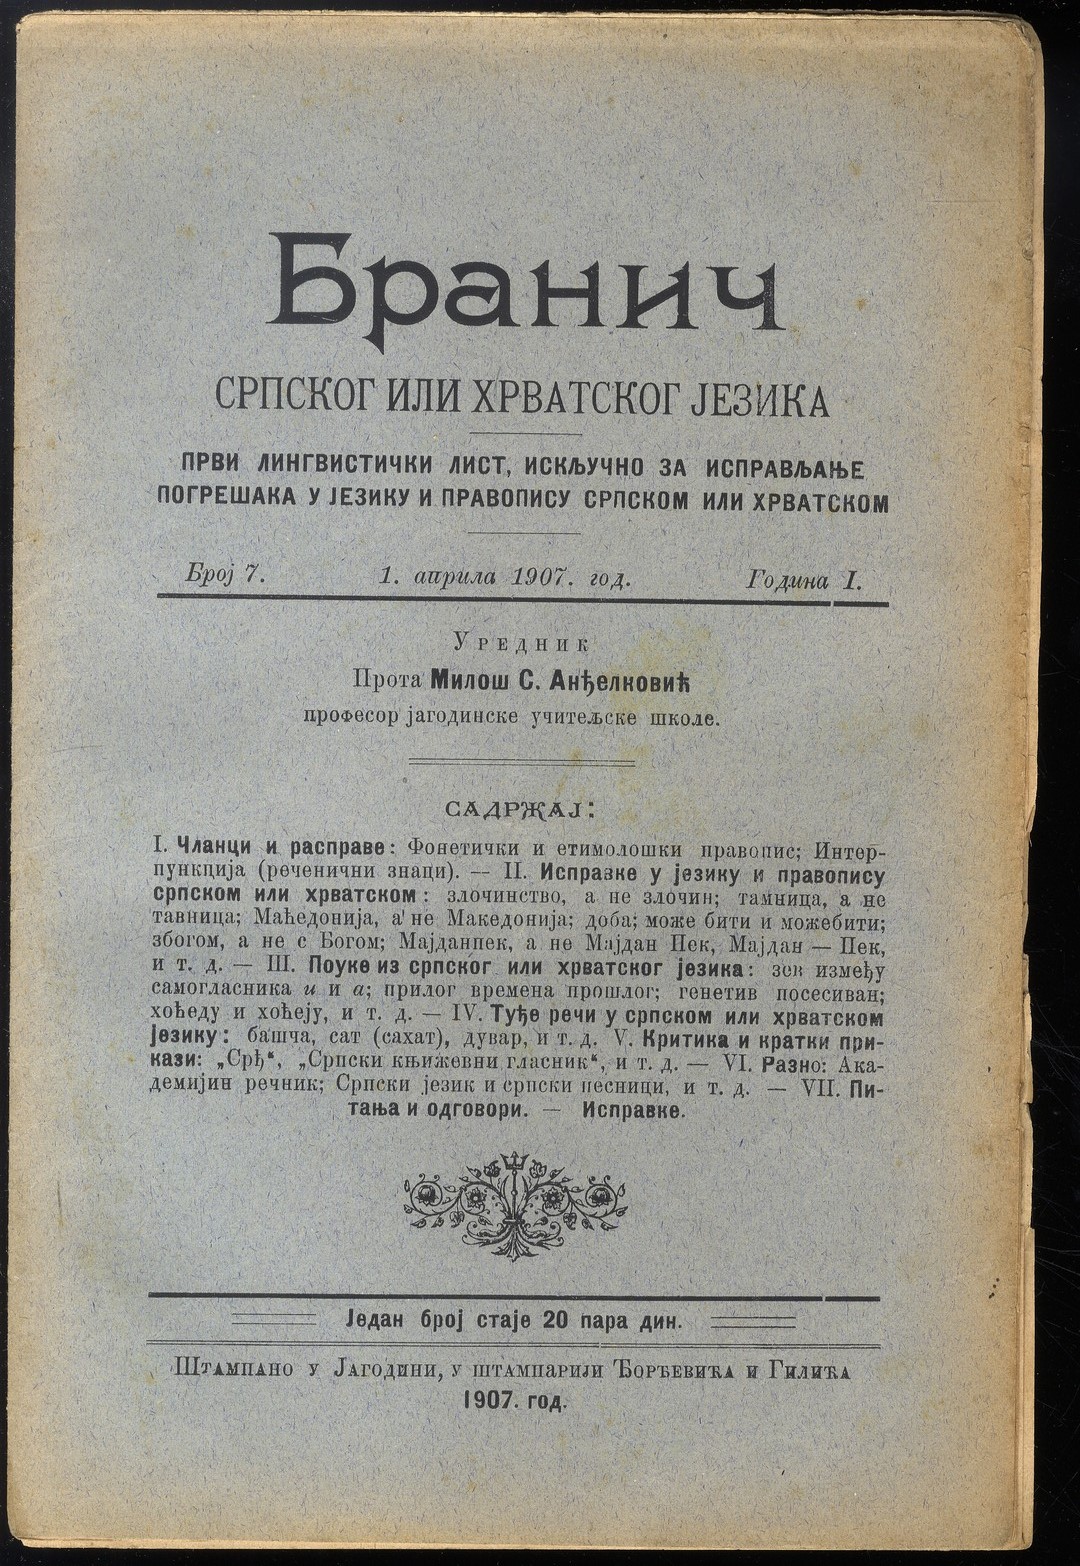 Бранич
СРПСКОГ ИЛИ ХРВАТСКОГ ЈЕЗИКА
ПРВИ ЛИНГВИСТИЧКИ ЛИСТ, ИСКЉУЧНО ЗА ИСПРАВЉАЊЕ
ПОГРЕШАКА У ЈЕЗИКУ И ПРАВОПИСУ СРПСКОМ ИЛИ ХРВАТСКОМ
Број 7. 1. априла 1907. год. Година I.
Уредник
Прота Милош С. Анђелковић
професор јагодинске учитељске школе.
САДРЖАЈ:
I. Чланци и расправе: Фонетички и етимолошки правопис; Интер-
пункција (реченични знаци). — II. Исправке у језику и правопису
српском или хрватском: злочинство, а не злочин; тамница, а не
тавница; Маћедонија, а не Македонија; доба; може бити и можебити;
збогом, а не с Богом; Мајданпек, а не Мајдан Пек, Мајдан — Пек,
и т. д. — III. Поуке из српског или хрватског језика: зев између
самогласника и и а; прилог времена прошлог; генетив посесиван;
хоћеду и хоћеју, и т. д. — IV. Туђе речи у српском или хрватском
језику: башча, сат (сахат), дувар, и т. д. V. Критика и кратки при-
кази: „Срђ“, „Српски књижевни гласник“, и т. д. — VI. Разно: Ака-
демијин речник; Српски језик и српски песници, и т. д. — VII. Пи-
тања и одговори. — Исправке.
Један број стаје 20 пара дин.
Штампано у Јагодини, у штампарији Ђорђевића и Гилића
1907. год.